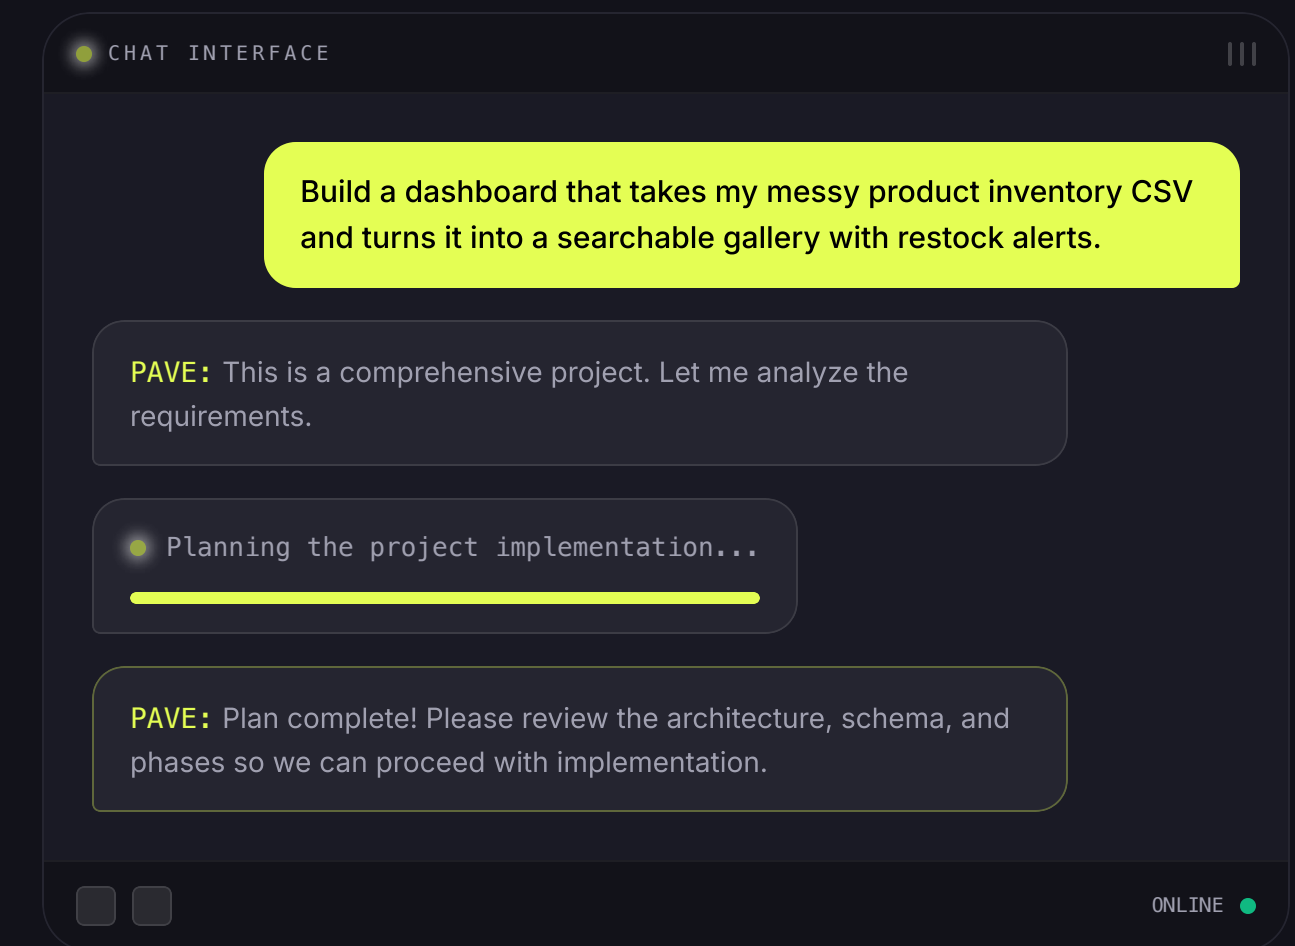 CHAT INTERFACE
Build a dashboard that takes my messy product inventory CSV
and turns it into a searchable gallery with restock alerts.
PAVE: This is a comprehensive project. Let me analyze the
requirements.
Planning the project implementation...
PAVE: Plan complete! Please review the architecture, schema, and
phases so we can proceed with implementation.
ONLINE